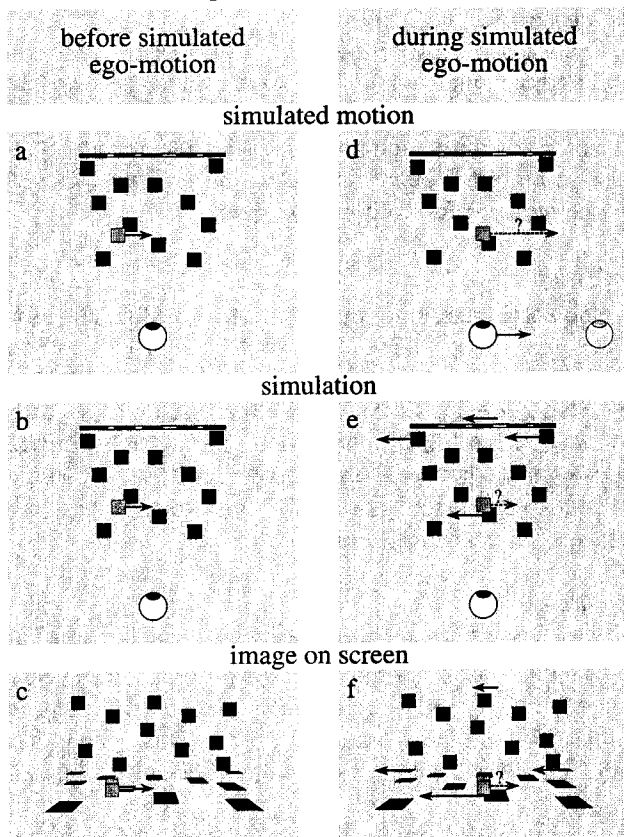 before simulated
ego-motion
during simulated
ego-motion
simulated motion
a
d
?
simulation
b
e
?
image on screen
c
f
?